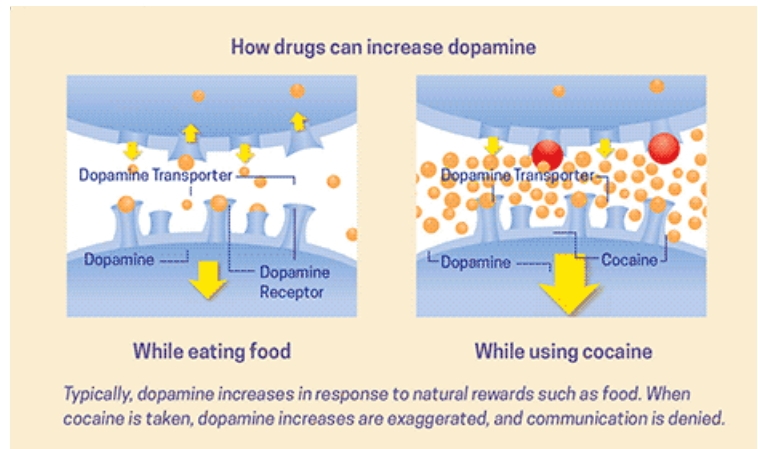 How drugs can increase dopamine
Dopamine Transporter
Dopamine
Dopamine
Receptor
Dopamine Transporter
Dopamine
Cocaine
While eating food
While using cocaine
Typically, dopamine increases in response to natural rewards such as food. When
cocaine is taken, dopamine increases are exaggerated, and communication is denied.